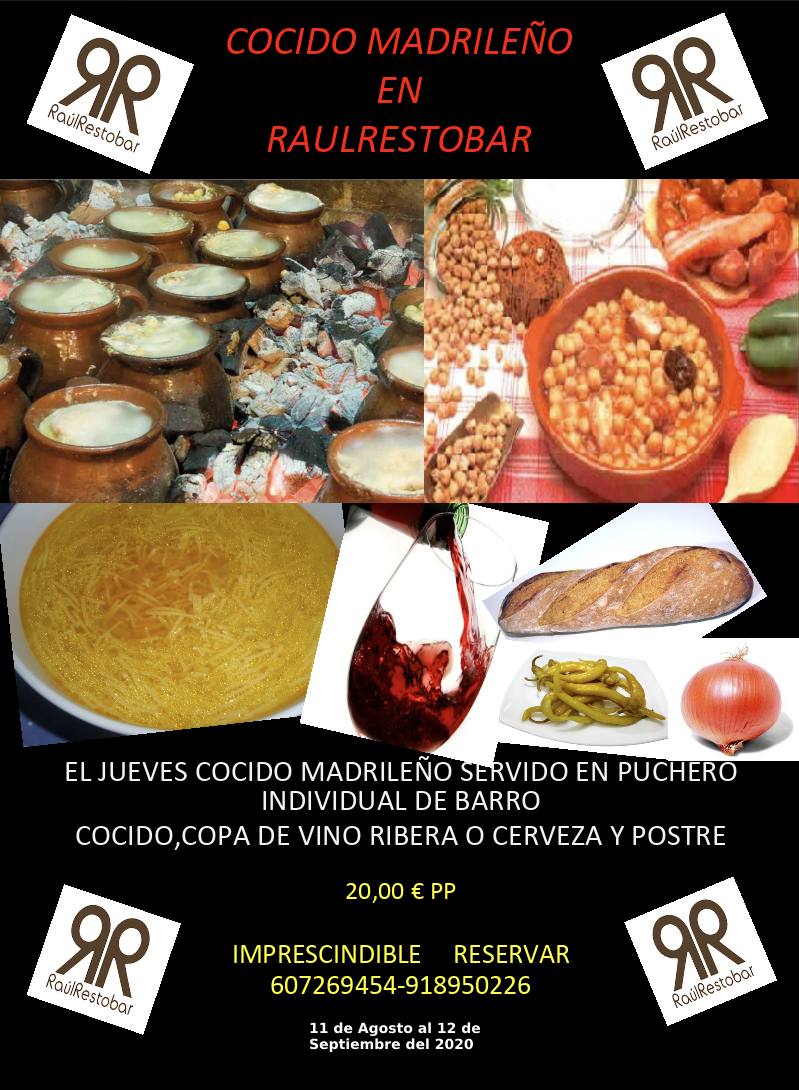 COCIDO MADRILEÑO
EN
RAULRESTOBAR
RaúlRestobar
RaúlRestobar
EL JUEVES COCIDO MADRILEÑO SERVIDO EN PUCHERO
INDIVIDUAL DE BARRO
COCIDO,COPA DE VINO RIBERA O CERVEZA Y POSTRE
20,00 € PP
RaúlRestobar
RaúlRestobar
IMPRESCINDIBLE RESERVAR
607269454-918950226
11 de Agosto al 12 de
Septiembre del 2020